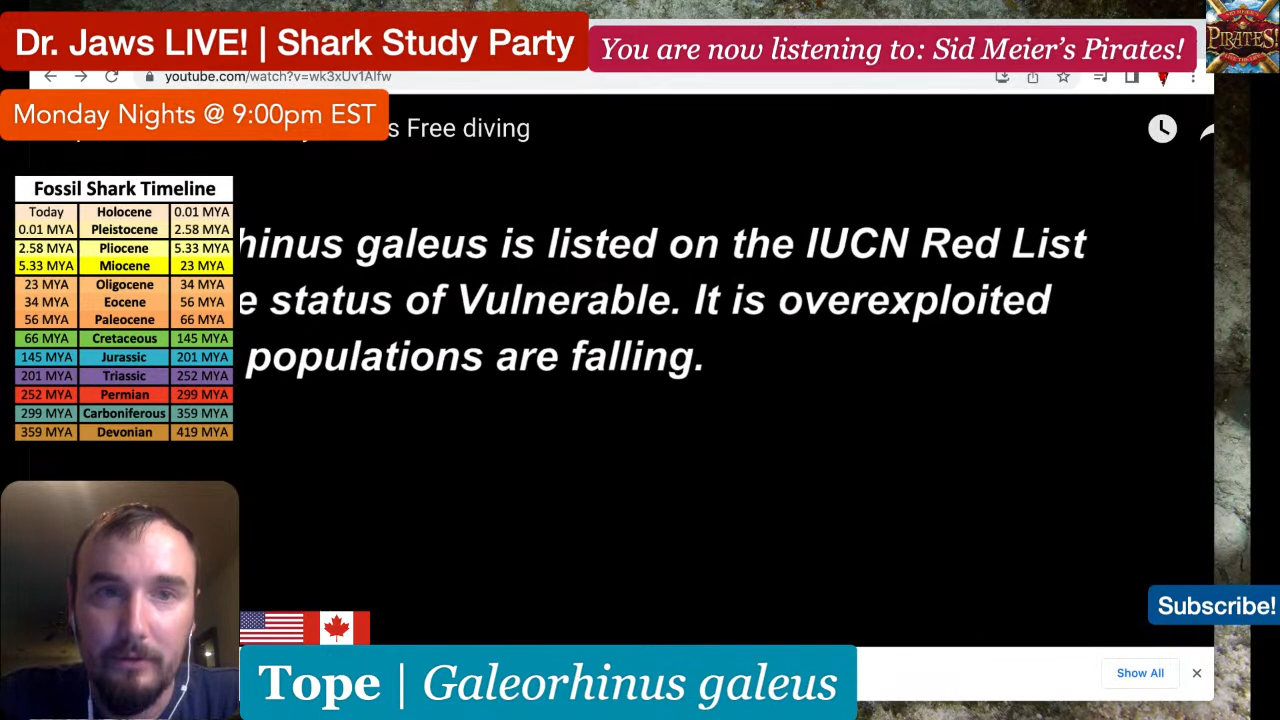 Dr. Jaws LIVE! | Shark Study Party
You are now listening to: Sid Meier's Pirates!
PIRATES!
youtube.com/watch?v=wk3xUv1Alfw
Monday Nights @ 9:00pm EST
s Free diving
Fossil Shark Timeline
Today Holocene 0.01 MYA
0.01 MYA Pleistocene 2.58 MYA
2.58 MYA Pliocene 5.33 MYA
5.33 MYA Miocene 23 MYA
23 MYA Oligocene 34 MYA
34 MYA Eocene 56 MYA
56 MYA Paleocene 66 MYA
66 MYA Cretaceous 145 MYA
145 MYA Jurassic 201 MYA
201 MYA Triassic 252 MYA
252 MYA Permian 299 MYA
299 MYA Carboniferous 359 MYA
359 MYA Devonian 419 MYA
hinus galeus is listed on the IUCN Red List
e status of Vulnerable. It is overexploited
populations are falling.
Subscribe!
Show All
Tope | Galeorhinus galeus